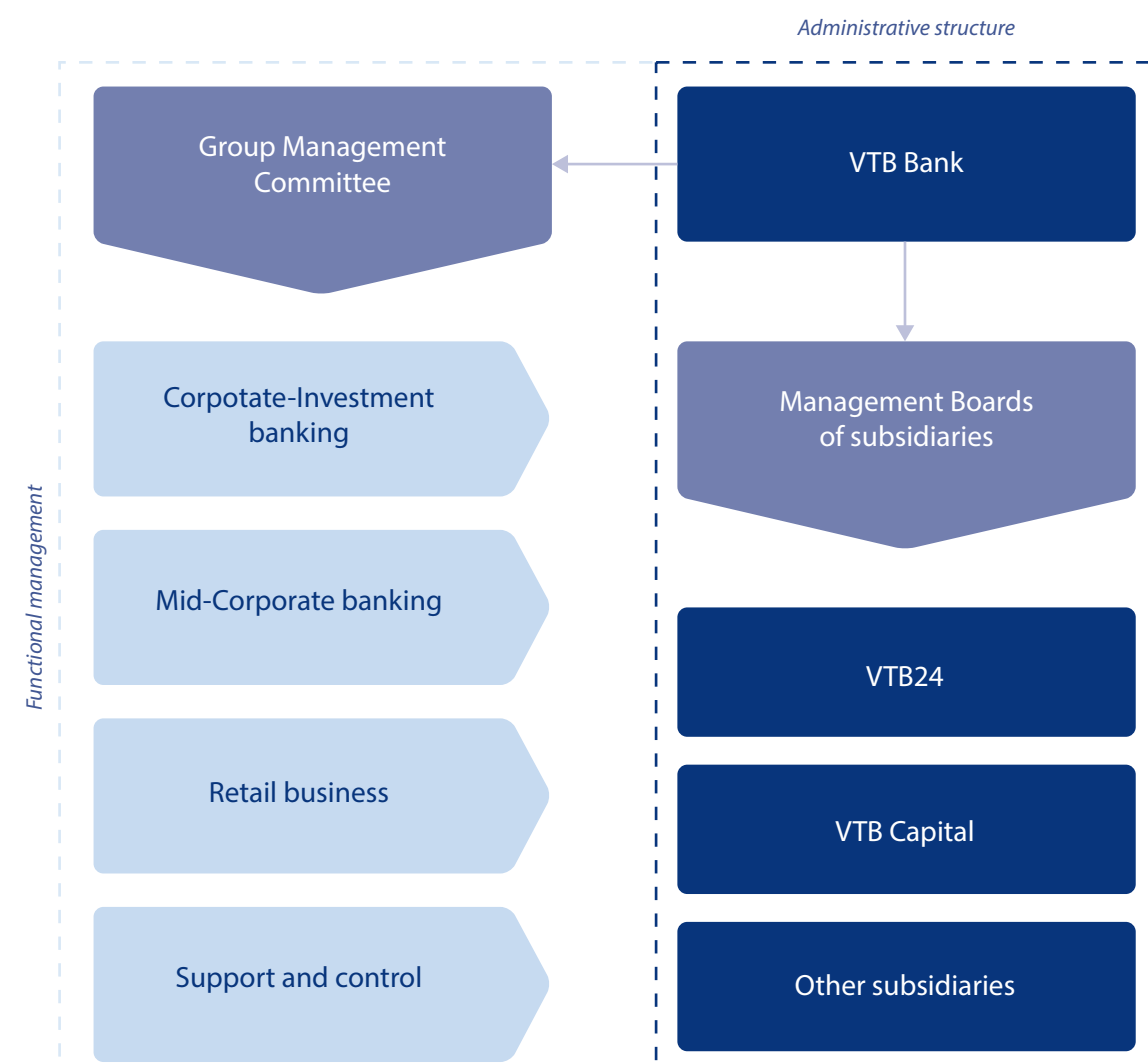 Administrative structure
Functional management
Group Management
Committee
VTB Bank
Corpotate-Investment
banking
Management Boards
of subsidiaries
Mid-Corporate banking
VTB24
Retail business
VTB Capital
Support and control
Other subsidiaries